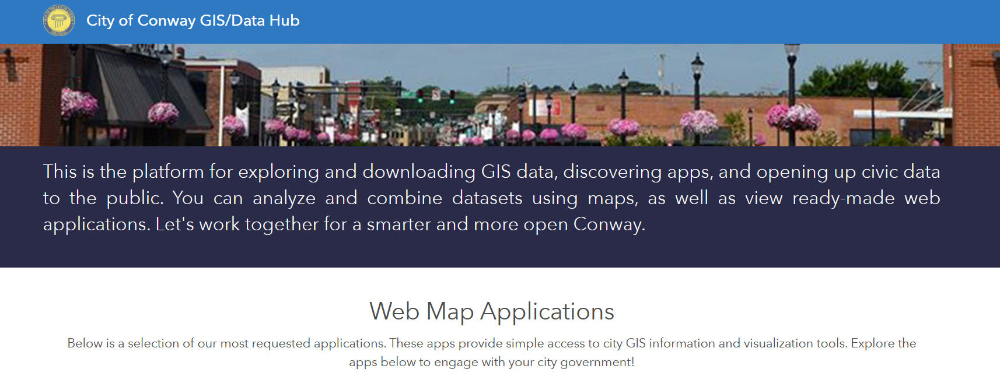 City of Conway GIS/Data Hub
This is the platform for exploring and downloading GIS data, discovering apps, and opening up civic data
to the public. You can analyze and combine datasets using maps, as well as view ready-made web
applications. Let's work together for a smarter and more open Conway.
Web Map Applications
Below is a selection of our most requested applications. These apps provide simple access to city GIS information and visualization tools. Explore the
apps below to engage with your city government!